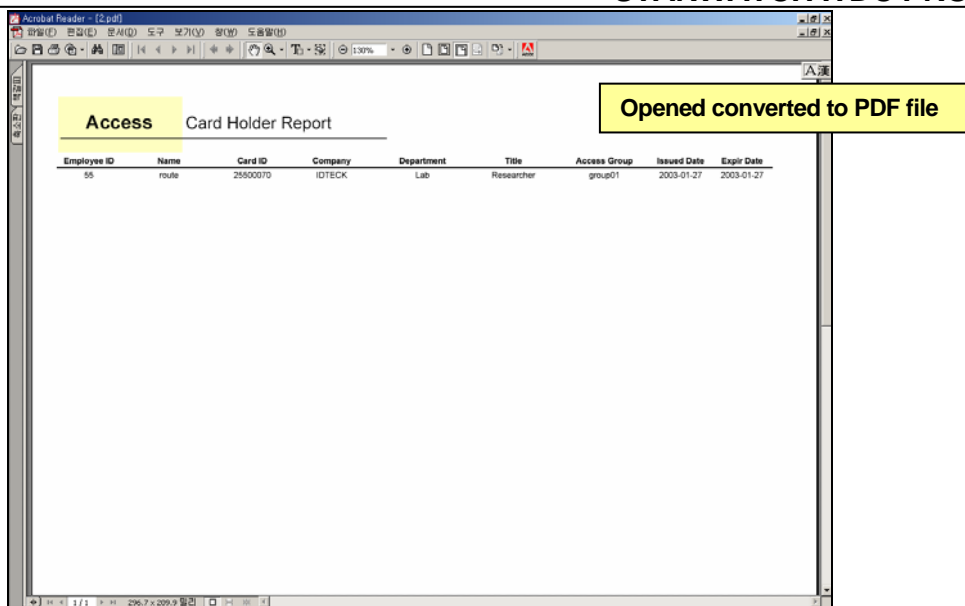 Acrobat Reader - [2.pdf]
파일(F) 편집(E) 문서(D) 도구 보기(V) 창(W) 도움말(H)
130%
A漢
Opened converted to PDF file
Access Card Holder Report
Employee ID Name Card ID Company Department Title Access Group Issued Date Expir Date
55 route 25500070 IDTECK Lab Researcher group01 2003-01-27 2003-01-27
1/1 296.7 x 209.9 밀리